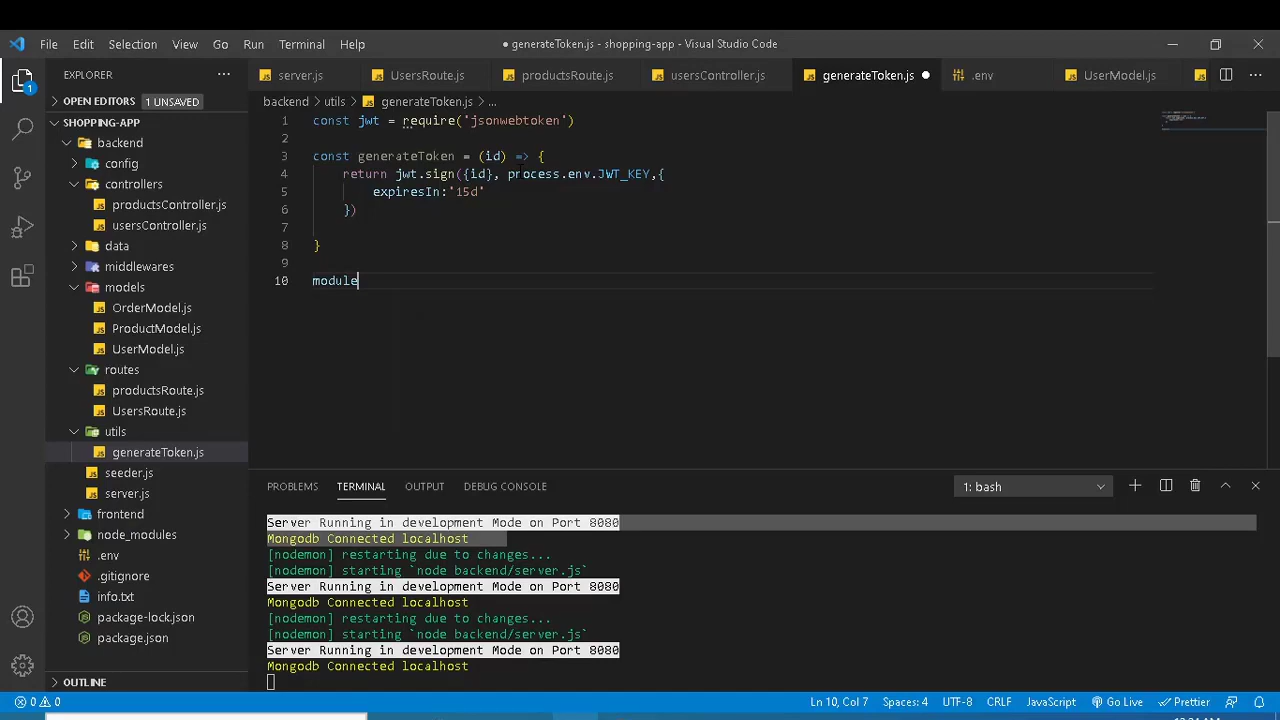 File Edit Selection View Go Run Terminal Help ● generateToken.js - shopping-app - Visual Studio Code
EXPLORER ...
server.js UsersRoute.js productsRoute.js usersController.js generateToken.js ● .env UserModel.js
OPEN EDITORS 1 UNSAVED
backend > utils > generateToken.js > ...
SHOPPING-APP
backend
config
controllers
productsController.js
usersController.js
data
middlewares
models
OrderModel.js
ProductModel.js
UserModel.js
routes
productsRoute.js
UsersRoute.js
utils
generateToken.js
seeder.js
server.js
frontend
node_modules
.env
.gitignore
info.txt
package-lock.json
package.json
OUTLINE
1 const jwt = require('jsonwebtoken')
2
3 const generateToken = (id) => {
4 return jwt.sign({id}, process.env.JWT_KEY,{
5 expiresIn:'15d'
6 })
7
8 }
9
10 module
PROBLEMS TERMINAL OUTPUT DEBUG CONSOLE 1: bash
Server Running in development Mode on Port 8080
Mongodb Connected localhost
[nodemon] restarting due to changes...
[nodemon] starting `node backend/server.js`
Server Running in development Mode on Port 8080
Mongodb Connected localhost
[nodemon] restarting due to changes...
[nodemon] starting `node backend/server.js`
Server Running in development Mode on Port 8080
Mongodb Connected localhost
0 0 Ln 10, Col 7 Spaces: 4 UTF-8 CRLF JavaScript Go Live Prettier